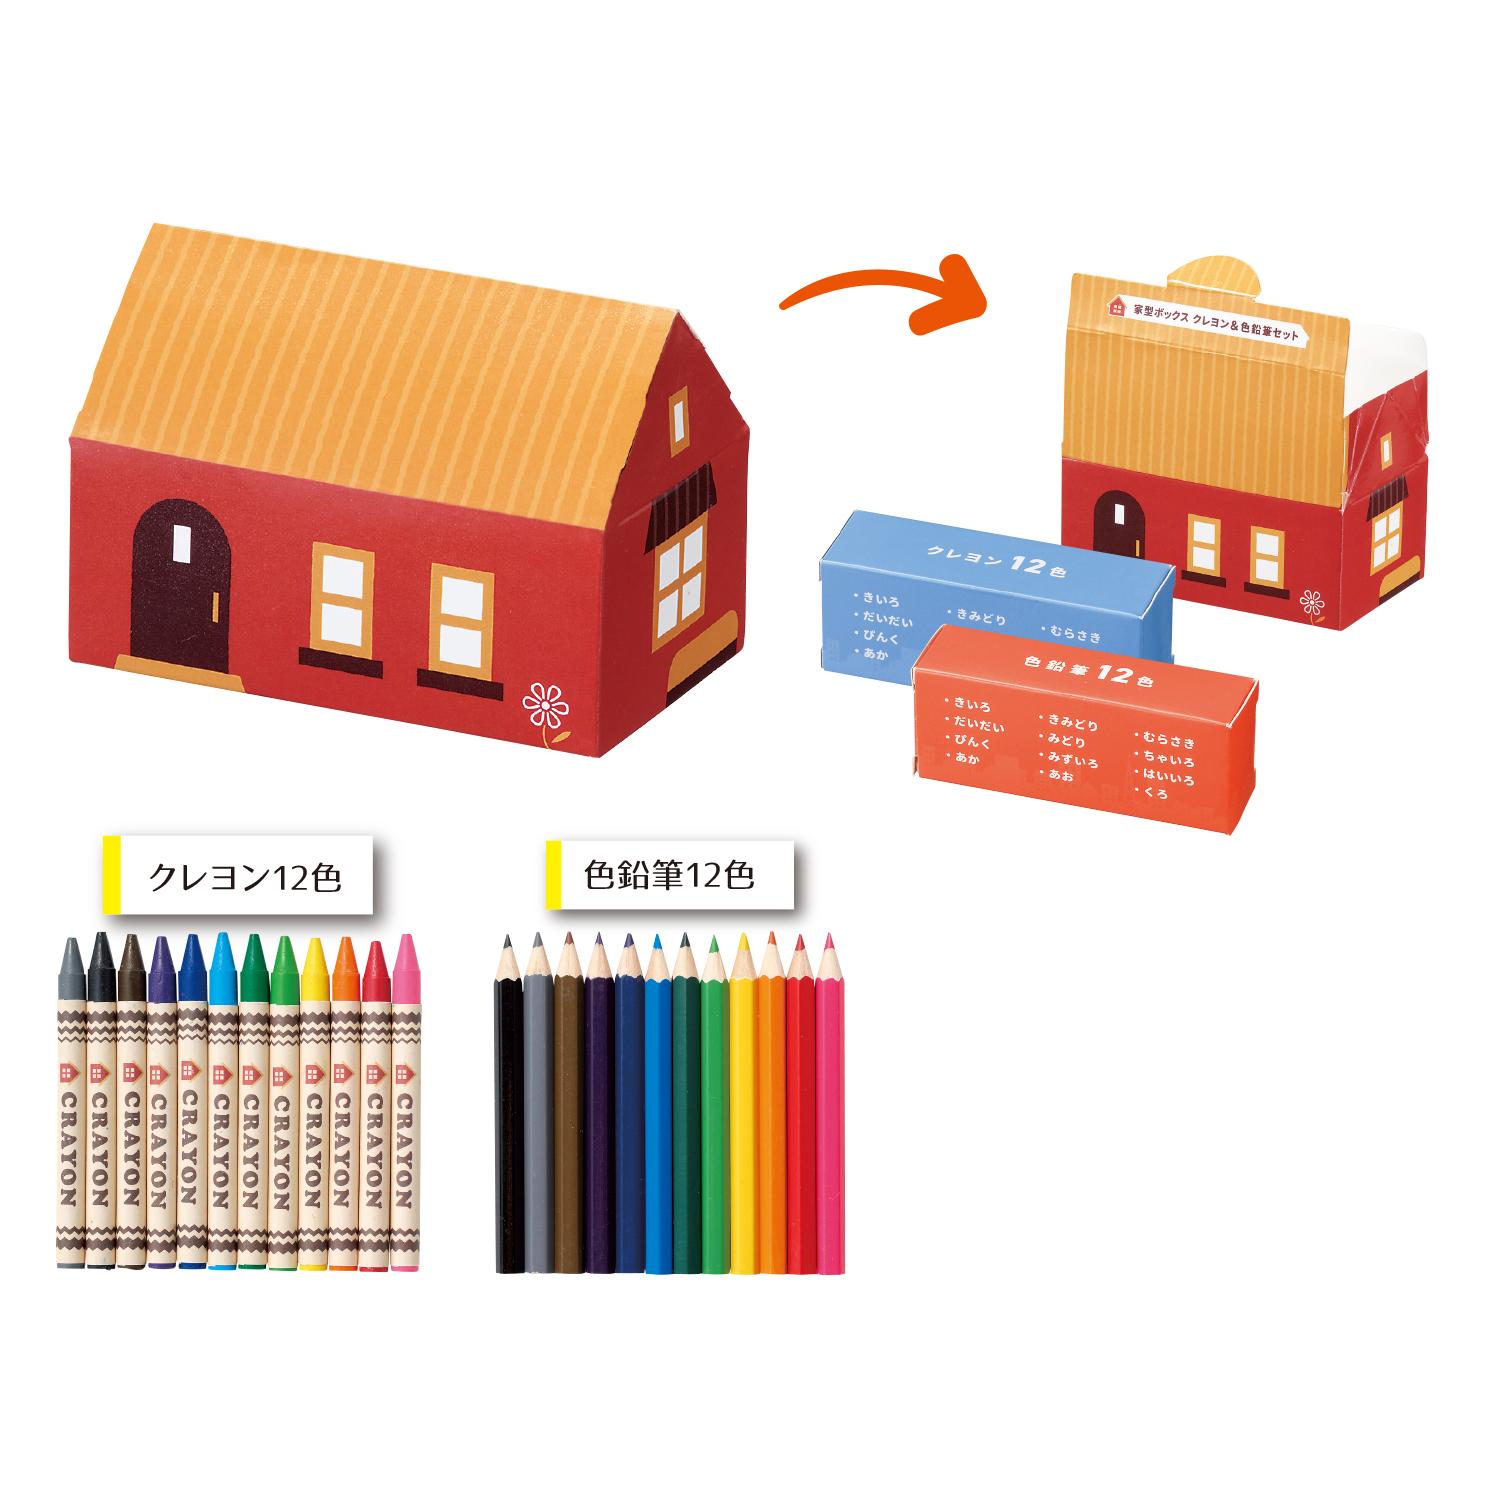 家型ボックス クレヨン&色鉛筆セット
クレヨン 12色
・きいろ
・だいだい
・ぴんく
・あか
・きみどり
・むらさき
色鉛筆 12色
・きいろ
・だいだい
・ぴんく
・あか
・きみどり
・みどり
・みずいろ
・あお
・むらさき
・ちゃいろ
・はいいろ
・くろ
クレヨン12色
色鉛筆12色
CRAYON
CRAYON
CRAYON
CRAYON
CRAYON
CRAYON
CRAYON
CRAYON
CRAYON
CRAYON
CRAYON
CRAYON